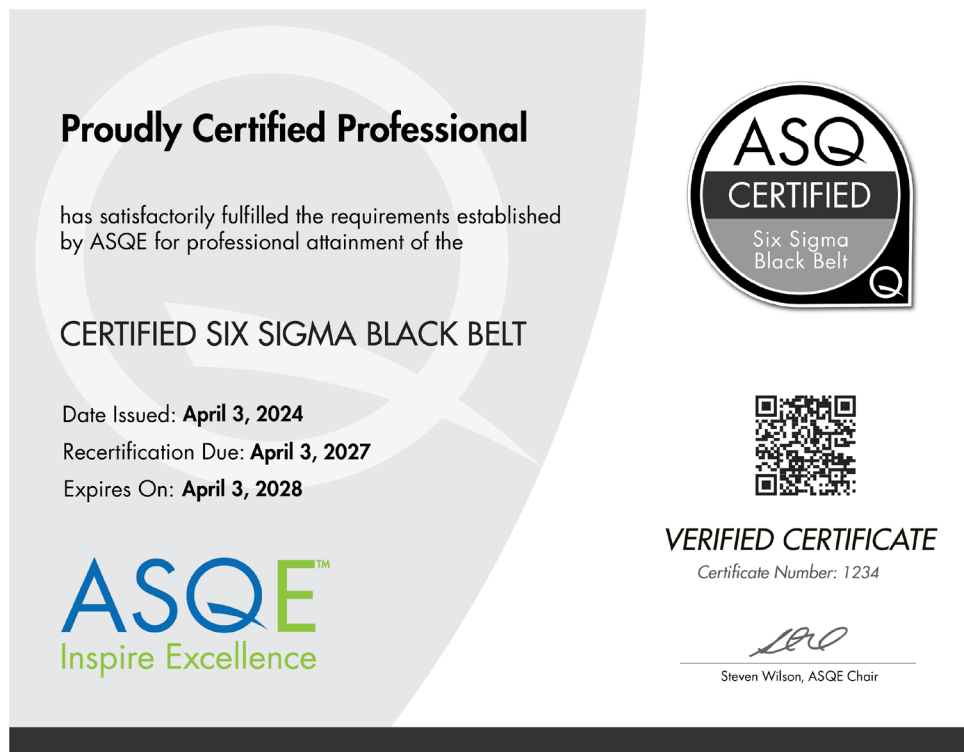 Proudly Certified Professional
has satisfactorily fulfilled the requirements established
by ASQE for professional attainment of the
CERTIFIED SIX SIGMA BLACK BELT
Date Issued: April 3, 2024
Recertification Due: April 3, 2027
Expires On: April 3, 2028
ASQE™
Inspire Excellence
ASQ
CERTIFIED
Six Sigma
Black Belt
VERIFIED CERTIFICATE
Certificate Number: 1234
Steven Wilson, ASQE Chair